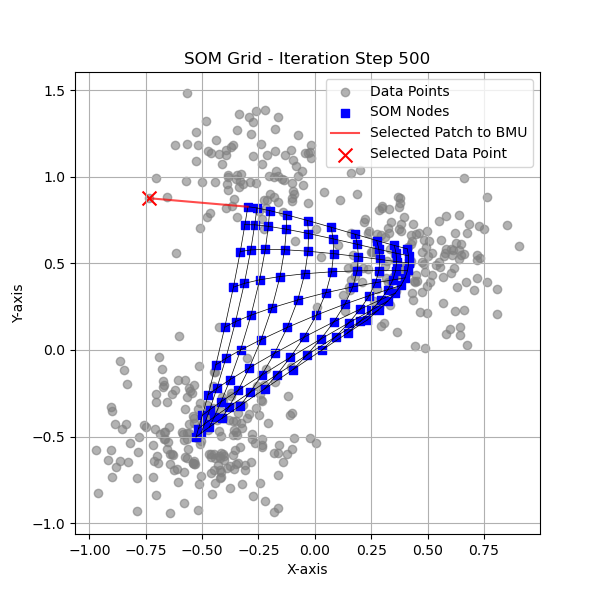 SOM Grid - Iteration Step 500
Data Points
SOM Nodes
Selected Patch to BMU
Selected Data Point
Y-axis
1.5
1.0
0.5
0.0
−0.5
−1.0
−1.00 −0.75 −0.50 −0.25 0.00 0.25 0.50 0.75
X-axis